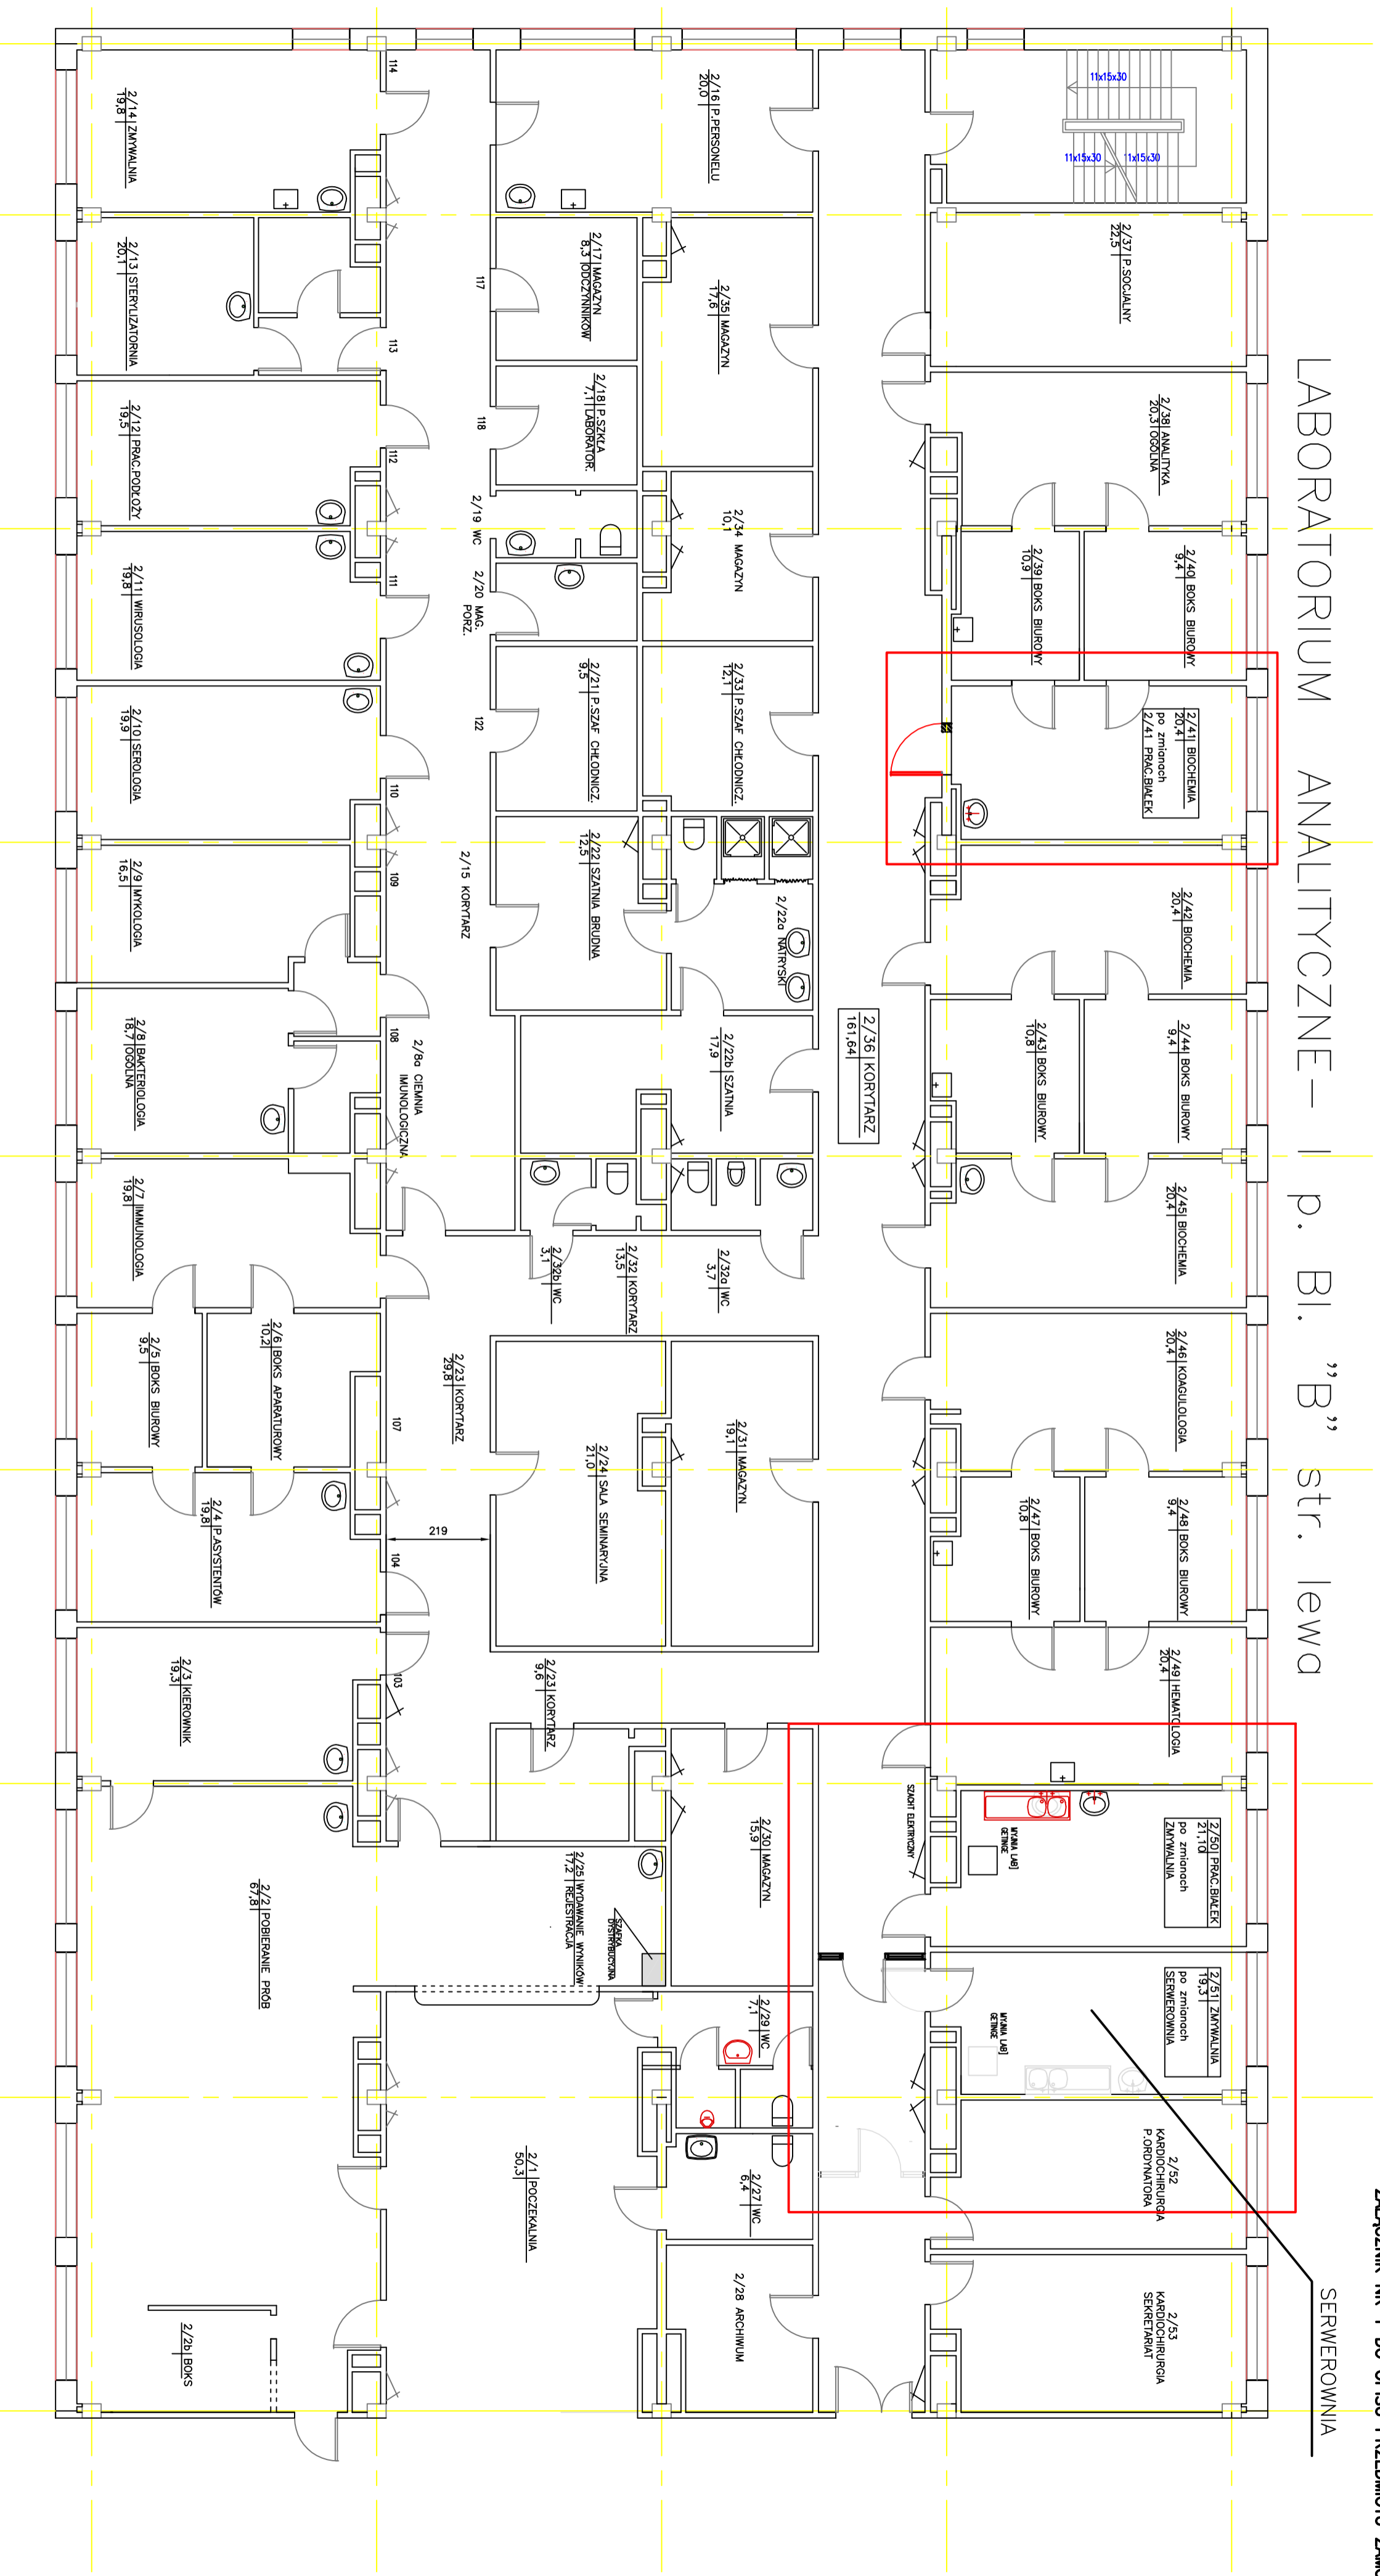 LABORATORIUM ANALITYCZNE— I p. Bl. ”B” str. lewa
SERWEROWNIA
11x15x30
11x15x30
11x15x30
2/37 P.SOCJALNY
22,5
2/38 ANALITYKA
20,3 OGÓLNA
2/40 BOKS BIUROWY
9,4
2/39 BOKS BIUROWY
10,9
2/41 BIOCHEMIA
20,4
po zmianach
2/41 PRAC.BIAŁEK
2/42 BIOCHEMIA
20,4
2/44 BOKS BIUROWY
9,4
2/43 BOKS BIUROWY
10,8
2/45 BIOCHEMIA
20,4
2/46 KOAGULOLOGIA
20,4
2/48 BOKS BIUROWY
9,4
2/47 BOKS BIUROWY
10,8
2/49 HEMATOLOGIA
20,4
2/50 PRAC.BIAŁEK
21,10
po zmianach
ZMYWALNIA
MYJNIA LABJ
GETINGE
SZACHT ELEKTRYCZNY
2/51 ZMYWALNIA
19,3
po zmianach
SERWEROWNIA
MYJNIA LABJ
GETINGE
2/52
KARDIOCHIRURGIA
P.ORDYNATORA
2/53
KARDIOCHIRURGIA
SEKRETARIAT
2/36 KORYTARZ
161,64
2/16 P.PERSONELU
20,0
2/35 MAGAZYN
17,6
2/34 MAGAZYN
10,1
2/33 P.SZAF CHŁODNICZ.
12,1
2/22a NATRYSKI
2/22b SZATNIA
17,9
2/32a WC
3,7
2/31 MAGAZYN
19,1
2/30 MAGAZYN
15,9
2/29 WC
7,1
2/27 WC
6,4
2/28 ARCHIWUM
2/17 MAGAZYN
8,3 ODCZYNNIKÓW
2/18 P.SZKŁA
7,1 LABORATOR.
2/19 WC
2/20 MAG.
PORZ.
2/21 P.SZAF CHŁODNICZ.
9,5
2/22 SZATNIA BRUDNA
12,5
2/32 KORYTARZ
13,5
2/32b WC
3,1
2/24 SALA SEMINARYJNA
21,0
2/23 KORYTARZ
9,6
2/25 WYDAWANIE WYNIKÓW
17,2 REJESTRACJA
SZAFKA
DYSTRYBUCYJNA
2/1 POCZEKALNIA
50,3
117
118
122
2/15 KORYTARZ
2/8a CIEMNIA
IMUNOLOGICZNA
2/23 KORYTARZ
29,8
219
114
113
112
111
110
109
108
107
104
103
2/14 ZMYWALNIA
19,8
2/13 STERYLIZATORNIA
20,1
2/12 PRAC.PODŁOŻY
19,5
2/11 WIRUSOLOGIA
19,8
2/10 SEROLOGIA
19,9
2/9 MYKOLOGIA
16,5
2/8 BAKTERIOLOGIA
18,7 OGÓLNA
2/7 IMMUNOLOGIA
19,8
2/6 BOKS APARATUROWY
10,2
2/5 BOKS BIUROWY
9,5
2/4 P.ASYSTENTÓW
19,8
2/3 KIEROWNIK
19,3
2/2 POBIERANIE PRÓB
67,8
2/2b BOKS